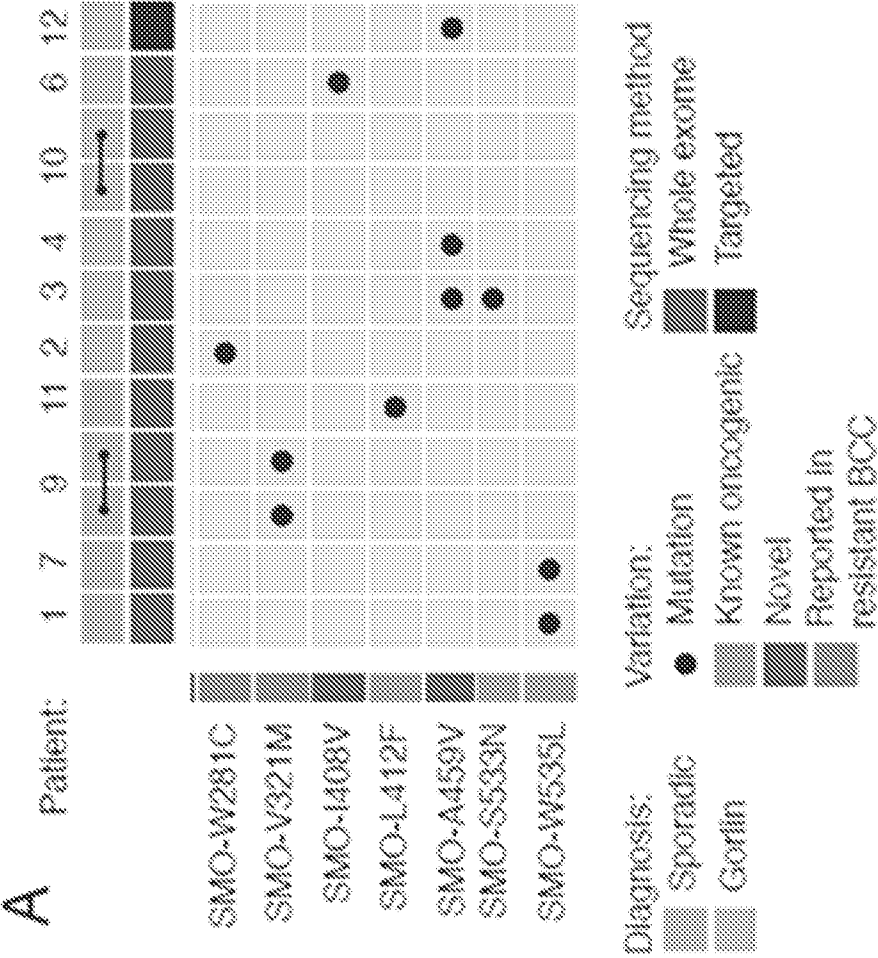 A
Patient: 1 7 9 11 2 3 4 10 6 12
SMO-W281C
SMO-V321M
SMO-I408V
SMO-L412F
SMO-A459V
SMO-S533N
SMO-W535L
Diagnosis:
Sporadic
Gorlin
Variation:
Mutation
Known oncogenic
Novel
Reported in
resistant BCC
Sequencing method
Whole exome
Targeted